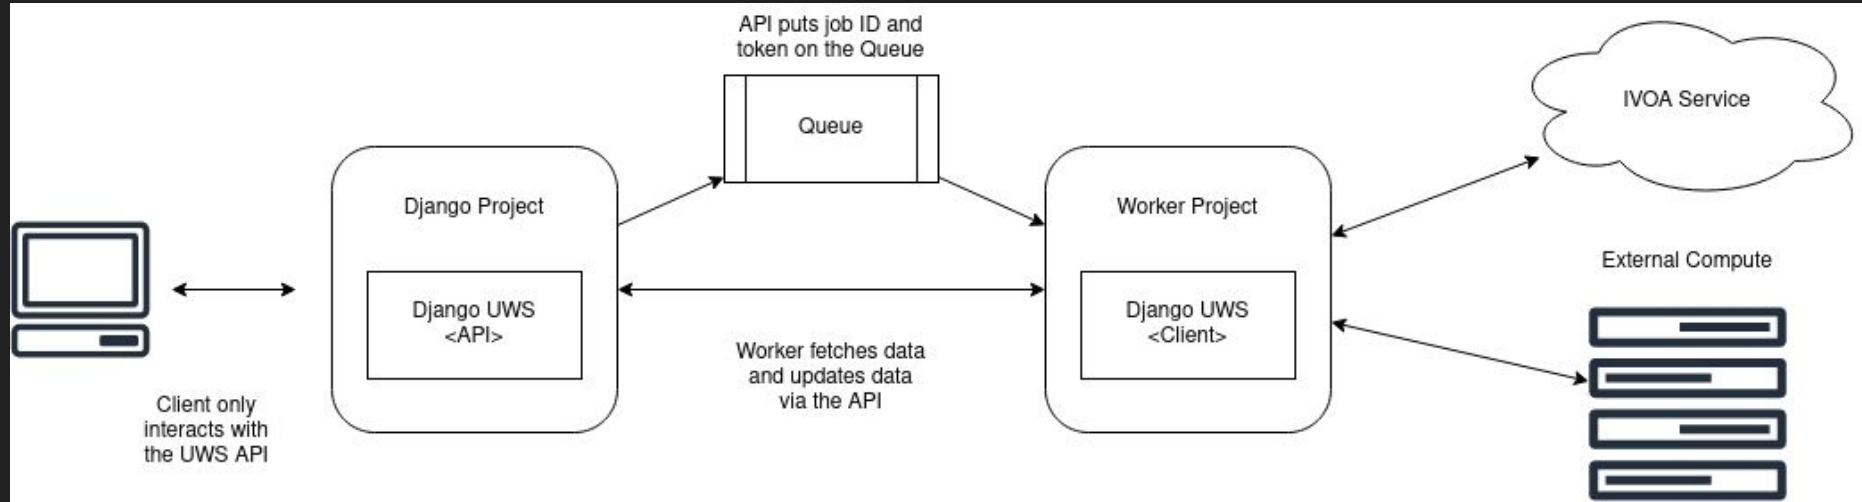 API puts job ID and
token on the Queue
Queue
IVOA Service
Django Project
Worker Project
External Compute
Django UWS
<API>
Django UWS
<Client>
Worker fetches data
and updates data
via the API
Client only
interacts with
the UWS API